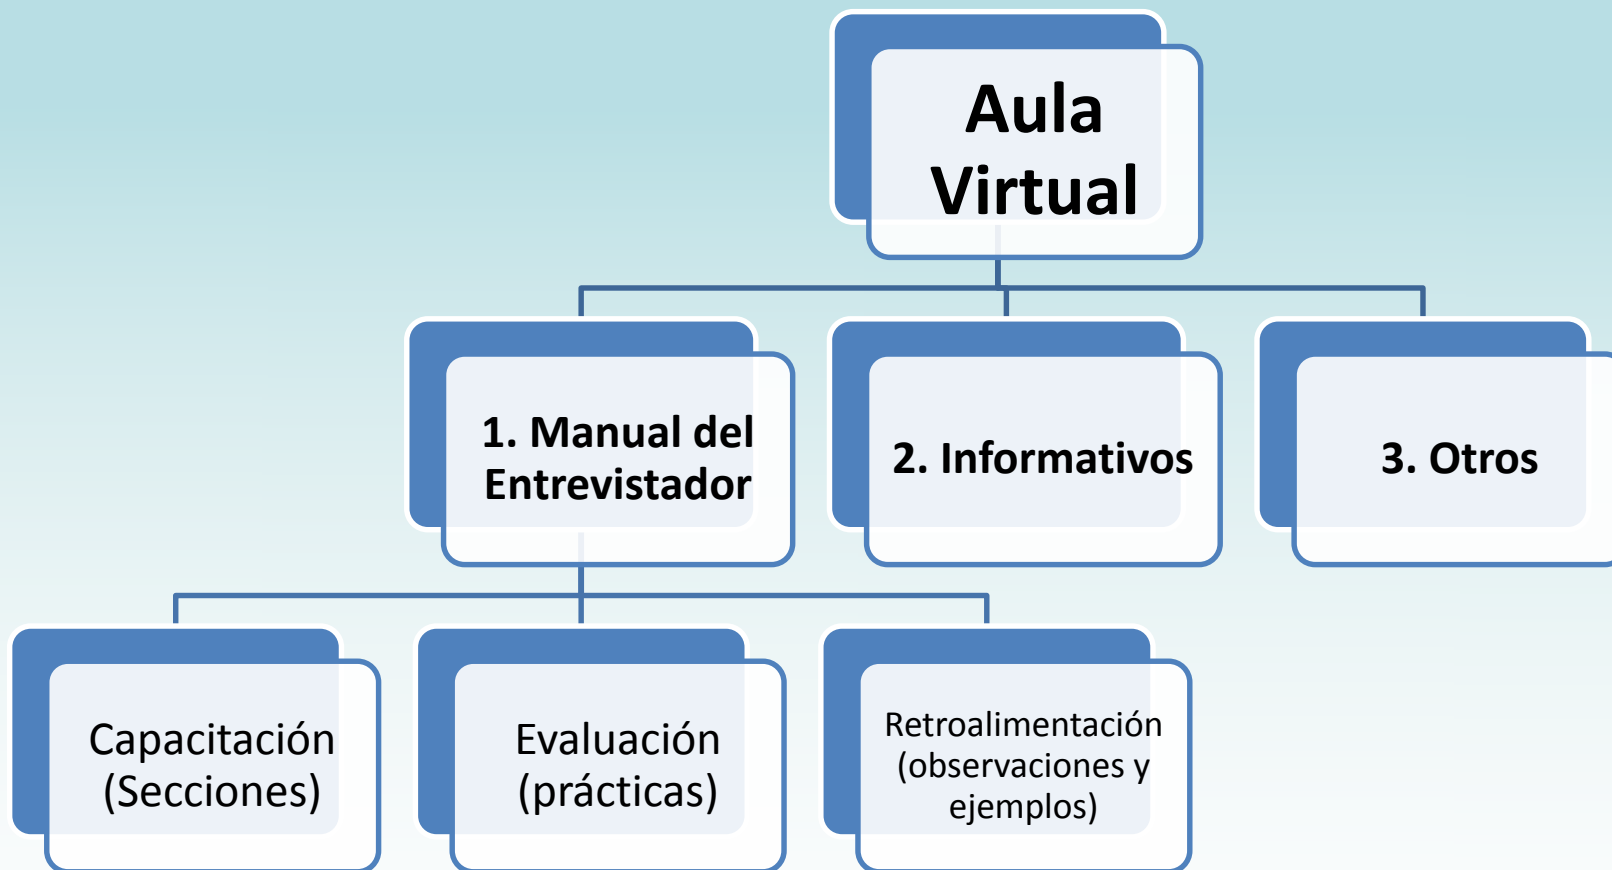 Aula
Virtual
1. Manual del
Entrevistador
2. Informativos
3. Otros
Capacitación
(Secciones)
Evaluación
(prácticas)
Retroalimentación
(observaciones y
ejemplos)